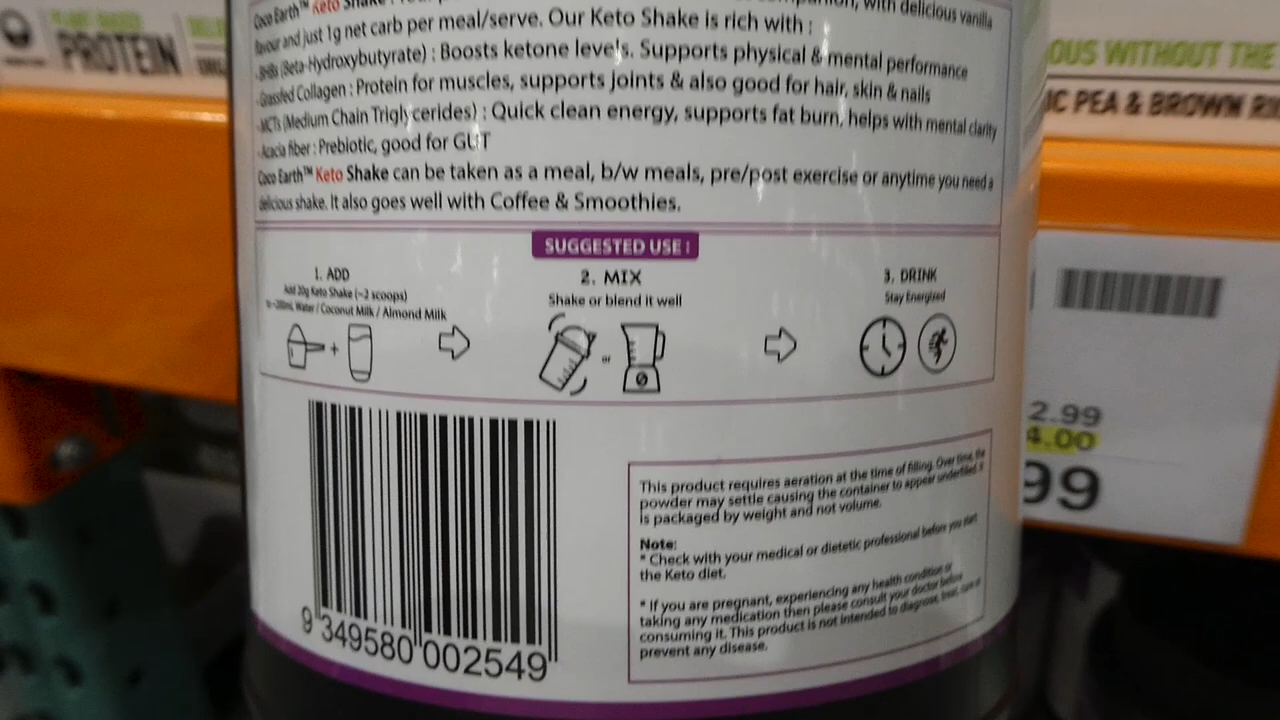 PLANT-BASED
PROTEIN
Coco Earth™ Keto Shake
with delicious vanilla
flavour and just 1g net carb per meal/serve. Our Keto Shake is rich with :
(Beta-Hydroxybutyrate) : Boosts ketone levels. Supports physical & mental performance
-Grassfed Collagen : Protein for muscles, supports joints & also good for hair, skin & nails
-MCTs (Medium Chain Triglycerides) : Quick clean energy, supports fat burn, helps with mental clarity
-Acacia fiber : Prebiotic, good for GUT
Coco Earth™ Keto Shake can be taken as a meal, b/w meals, pre/post exercise or anytime you need a
delicious shake. It also goes well with Coffee & Smoothies.
SUGGESTED USE :
1. ADD
Add 20g Keto Shake (~2 scoops)
to ~200mL Water / Coconut Milk / Almond Milk
2. MIX
Shake or blend it well
or
3. DRINK
Stay Energized
9 349580 002549
This product requires aeration at the time of filling. Over time, the
powder may settle causing the container to appear underfilled. It
is packaged by weight and not volume.
Note:
* Check with your medical or dietetic professional before you start
the Keto diet.
* If you are pregnant, experiencing any health condition or
taking any medication then please consult your doctor before
consuming it. This product is not intended to diagnose, treat, cure or
prevent any disease.
OUS WITHOUT THE
IC PEA & BROWN RI
2.99
4.00
99